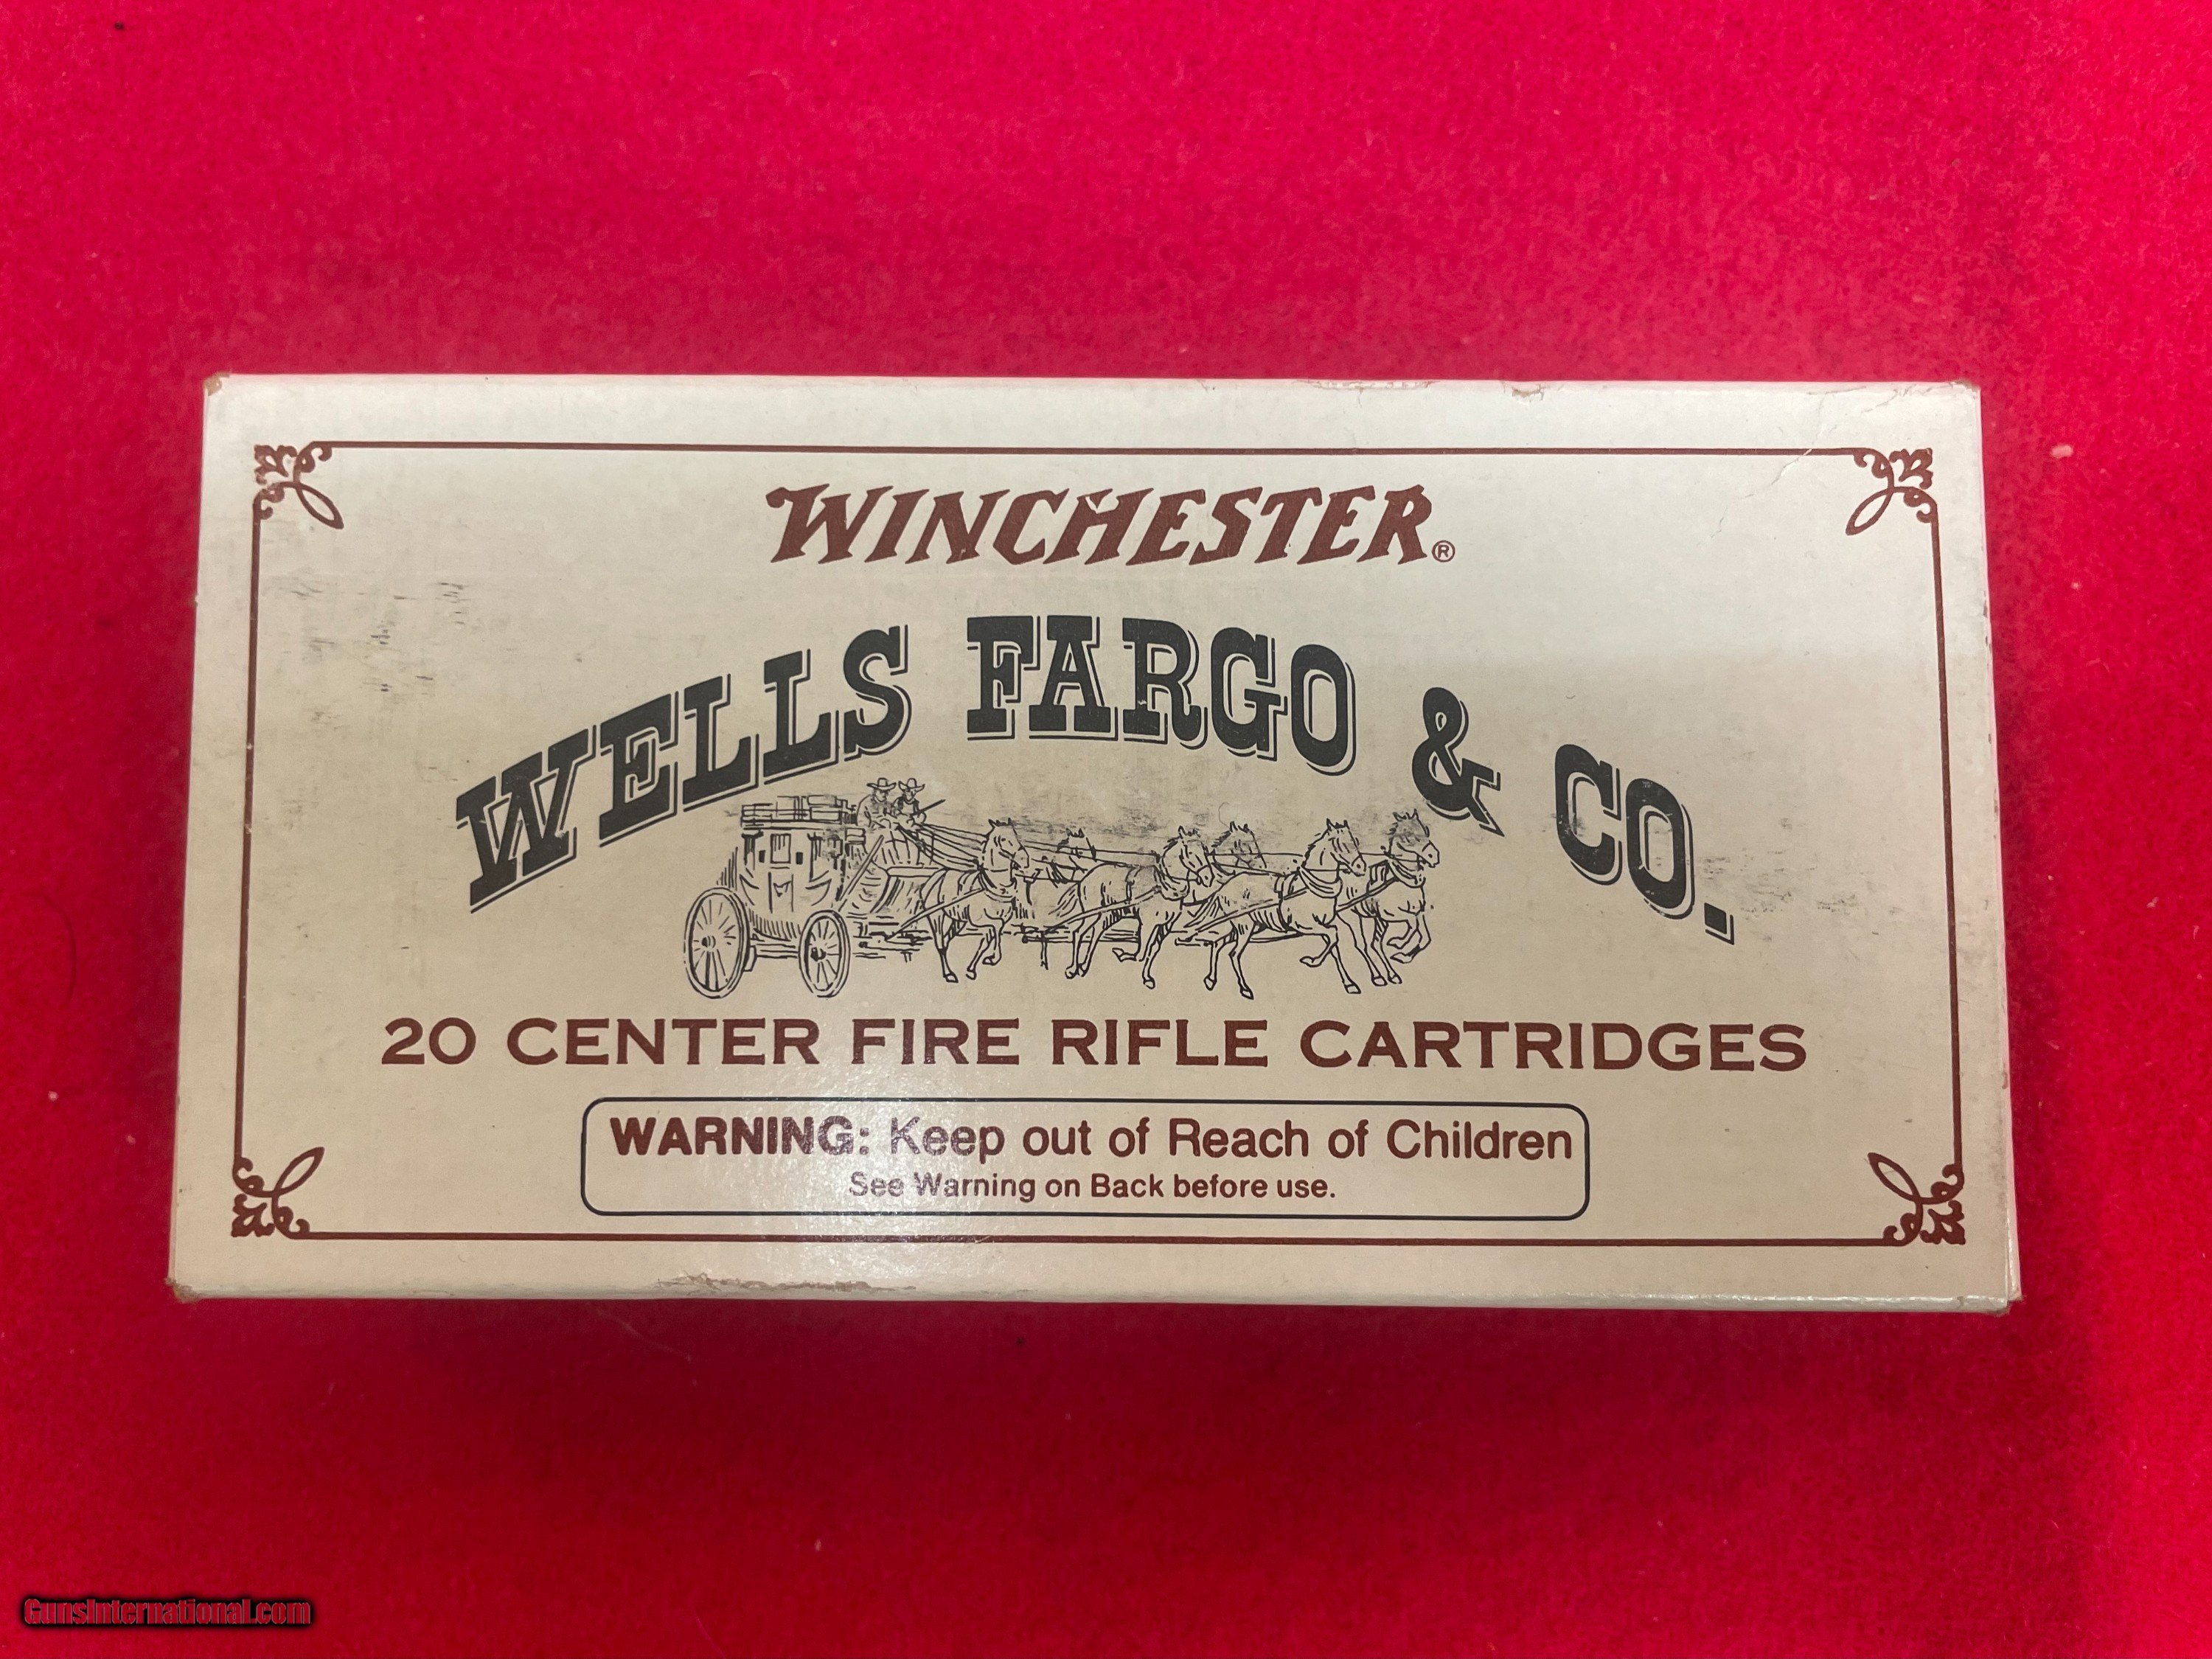 WINCHESTER®
WELLS FARGO & CO.
20 CENTER FIRE RIFLE CARTRIDGES
WARNING: Keep out of Reach of Children
See Warning on Back before use.
GunsInternational.com